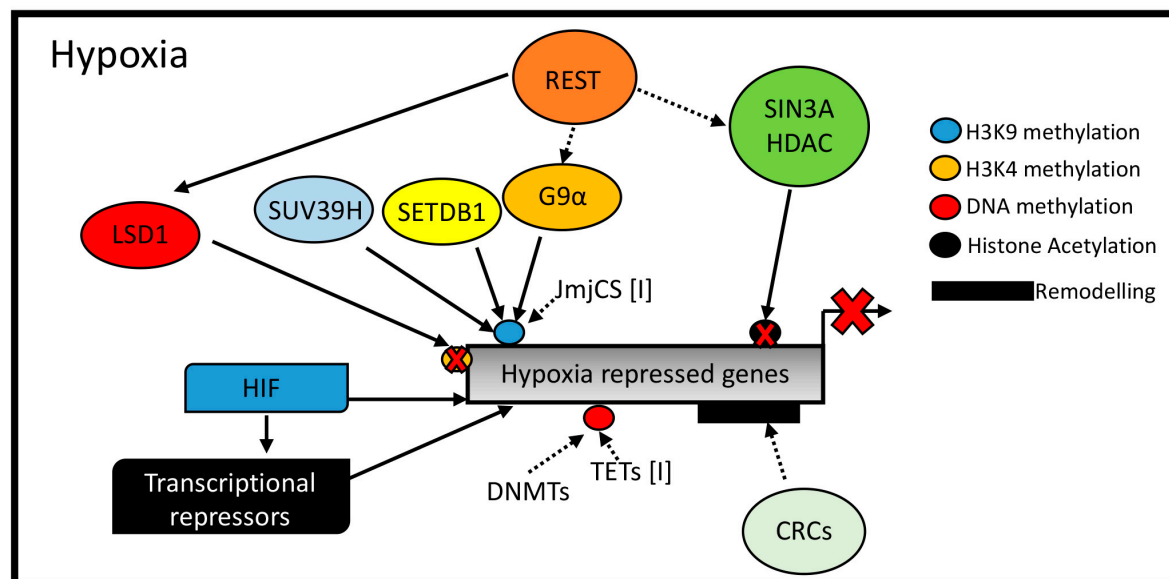 Hypoxia
REST
SIN3A
HDAC
H3K9 methylation
H3K4 methylation
DNA methylation
Histone Acetylation
Remodelling
SUV39H
SETDB1
G9α
LSD1
JmjCS [I]
Hypoxia repressed genes
HIF
Transcriptional
repressors
DNMTs
TETs [I]
CRCs